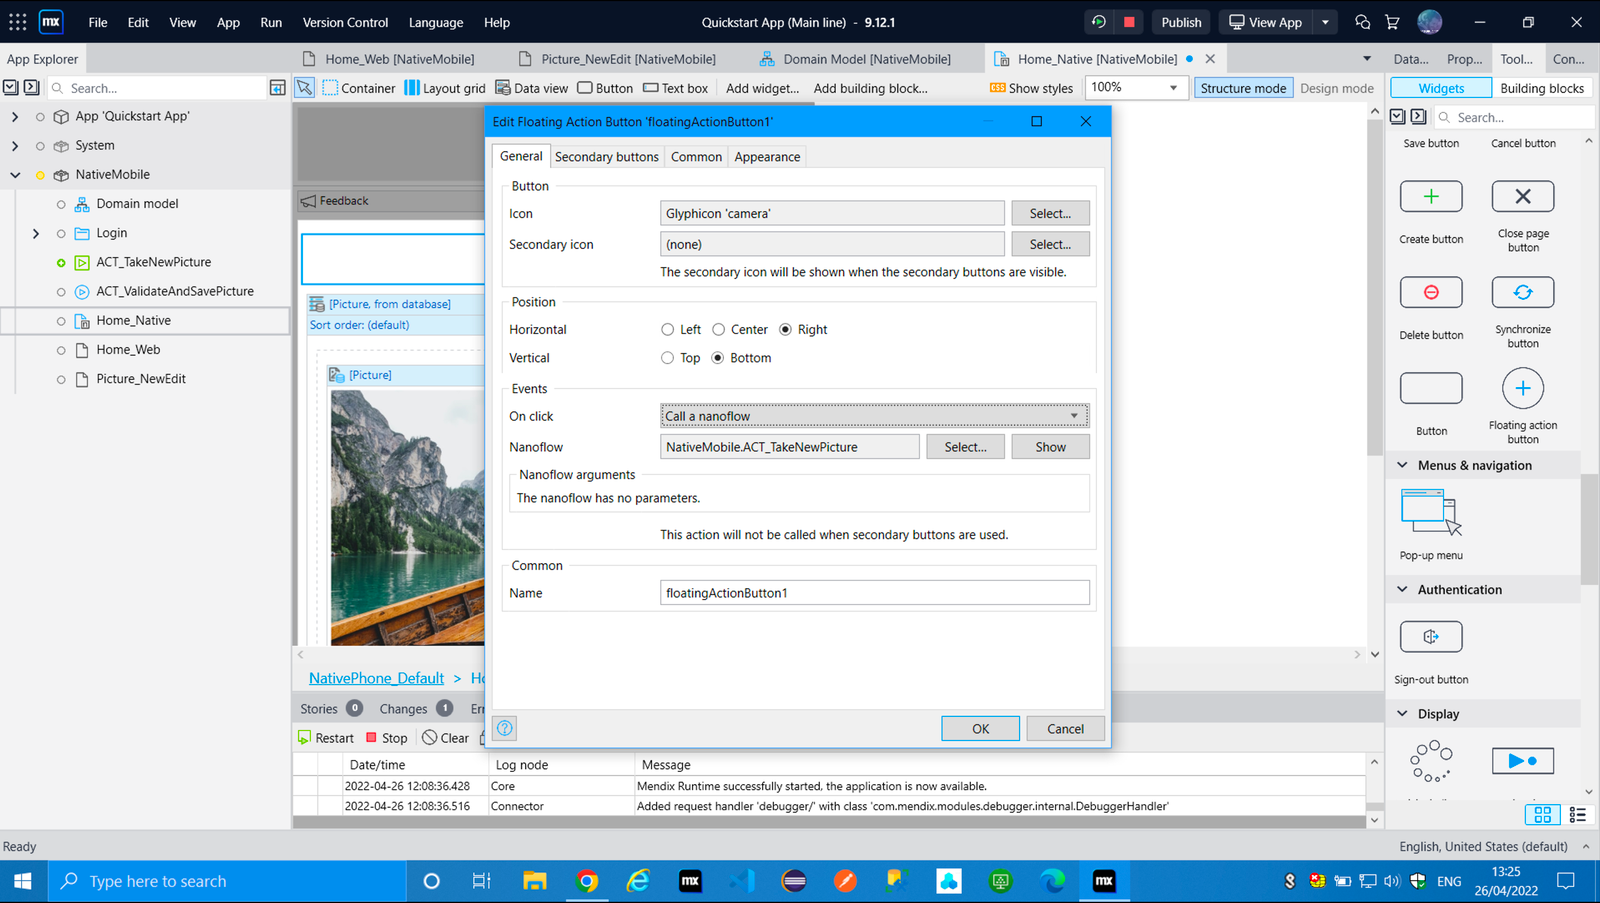 mx File Edit View App Run Version Control Language Help Quickstart App (Main line) - 9.12.1 Publish View App
App Explorer Home_Web [NativeMobile] Picture_NewEdit [NativeMobile] Domain Model [NativeMobile] Home_Native [NativeMobile] Data... Prop... Tool... Con...
Search... Container Layout grid Data view Button Text box Add widget... Add building block... Show styles 100% Structure mode Design mode Widgets Building blocks
Search...
App 'Quickstart App'
System
NativeMobile
Domain model
Login
ACT_TakeNewPicture
ACT_ValidateAndSavePicture
Home_Native
Home_Web
Picture_NewEdit
Feedback
[Picture, from database]
Sort order: (default)
[Picture]
NativePhone_Default >
Edit Floating Action Button 'floatingActionButton1'
General Secondary buttons Common Appearance
Button
Icon Glyphicon 'camera' Select...
Secondary icon (none) Select...
The secondary icon will be shown when the secondary buttons are visible.
Position
Horizontal Left Center Right
Vertical Top Bottom
Events
On click Call a nanoflow
Nanoflow NativeMobile.ACT_TakeNewPicture Select... Show
Nanoflow arguments
The nanoflow has no parameters.
This action will not be called when secondary buttons are used.
Common
Name floatingActionButton1
OK Cancel
Save button Cancel button
Create button Close page button
Delete button Synchronize button
Button Floating action button
Menus & navigation
Pop-up menu
Authentication
Sign-out button
Display
Stories 0 Changes 1
Restart Stop Clear
Date/time Log node Message
2022-04-26 12:08:36.428 Core Mendix Runtime successfully started, the application is now available.
2022-04-26 12:08:36.516 Connector Added request handler 'debugger/' with class 'com.mendix.modules.debugger.internal.DebuggerHandler'
Ready English, United States (default)
Type here to search mx mx ENG 13:25
26/04/2022